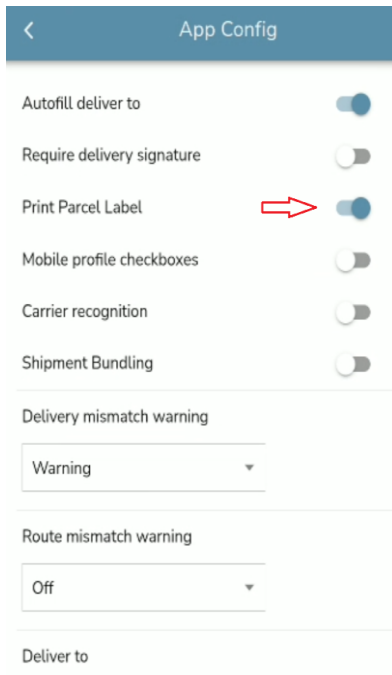 App Config
Autofill deliver to
Require delivery signature
Print Parcel Label
Mobile profile checkboxes
Carrier recognition
Shipment Bundling
Delivery mismatch warning
Warning
Route mismatch warning
Off
Deliver to